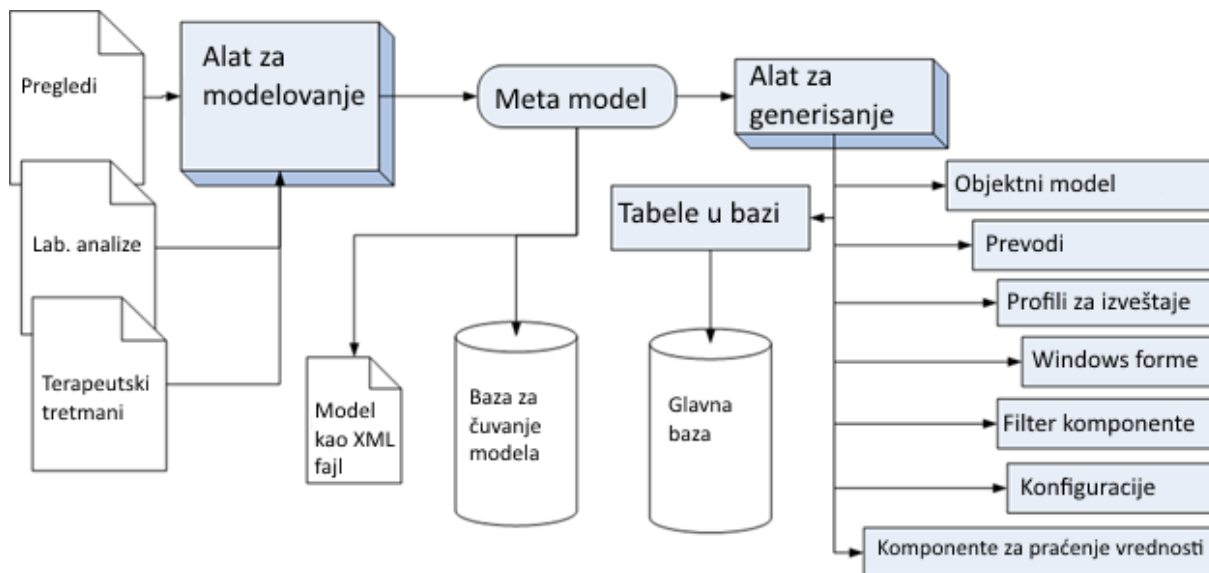 Pregledi
Alat za
modelovanje
Meta model
Alat za
generisanje
Lab. analize
Terapeutski
tretmani
Model
kao XML
fajl
Baza za
čuvanje
modela
Tabele u bazi
Glavna
baza
Objektni model
Prevodi
Profili za izveštaje
Windows forme
Filter komponente
Konfiguracije
Komponente za praćenje vrednosti